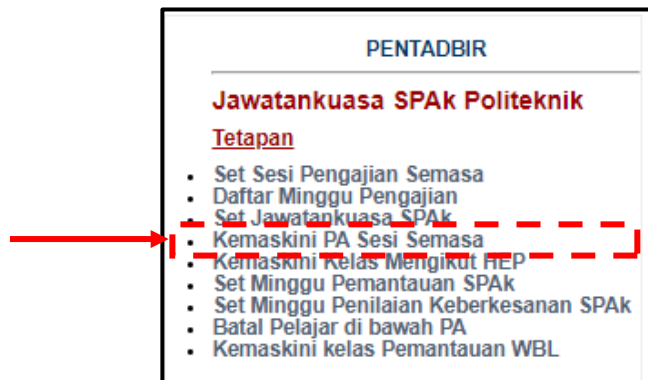 PENTADBIR
Jawatankuasa SPAk Politeknik
Tetapan
Set Sesi Pengajian Semasa
Daftar Minggu Pengajian
Set Jawatankuasa SPAk
Kemaskini PA Sesi Semasa
Kemaskini Kelas Mengikut HEP
Set Minggu Pemantauan SPAk
Set Minggu Penilaian Keberkesanan SPAk
Batal Pelajar di bawah PA
Kemaskini kelas Pemantauan WBL